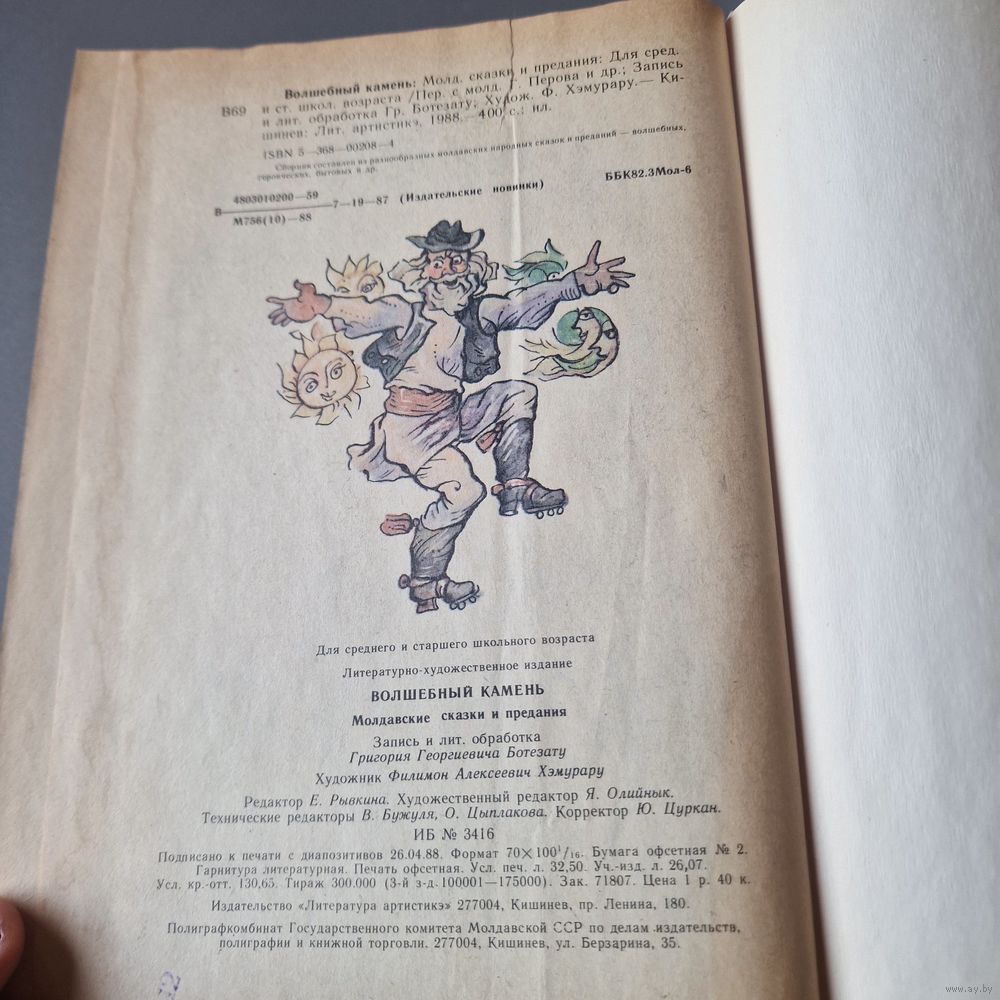 Волшебный камень: Молд. сказки и предания: Для сред.
В69 и ст. школ. возраста /Пер. с молд. Г. Перова и др.; Запись
и лит. обработка Гр. Ботезату; Худож. Ф. Хэмурару.— Ки-
шинев: Лит. артистикэ, 1988.—400 с.: ил.
ISBN 5—368—00208—4
Сборник составлен из разнообразных молдавских народных сказок и преданий — волшебных,
героических, бытовых и др.
4803010200—59
В 7—19—87 (Издательские новинки) ББК82.3Мол-6
М756(10)—88
Для среднего и старшего школьного возраста
Литературно-художественное издание
ВОЛШЕБНЫЙ КАМЕНЬ
Молдавские сказки и предания
Запись и лит. обработка
Григория Георгиевича Ботезату
Художник Филимон Алексеевич Хэмурару
Редактор Е. Рывкина. Художественный редактор Я. Олийнык.
Технические редакторы В. Бужуля, О. Цыплакова. Корректор Ю. Цуркан.
ИБ № 3416
Подписано к печати с диапозитивов 26.04.88. Формат 70×100¹/₁₆. Бумага офсетная № 2.
Гарнитура литературная. Печать офсетная. Усл. печ. л. 32,50. Уч.-изд. л. 26,07.
Усл. кр.-отт. 130,65. Тираж 300.000 (3-й з-д. 100001—175000). Зак. 71807. Цена 1 р. 40 к.
Издательство «Литература артистикэ» 277004, Кишинев, пр. Ленина, 180.
Полиграфкомбинат Государственного комитета Молдавской ССР по делам издательств,
полиграфии и книжной торговли. 277004, Кишинев, ул. Берзарина, 35.
www.ay.by